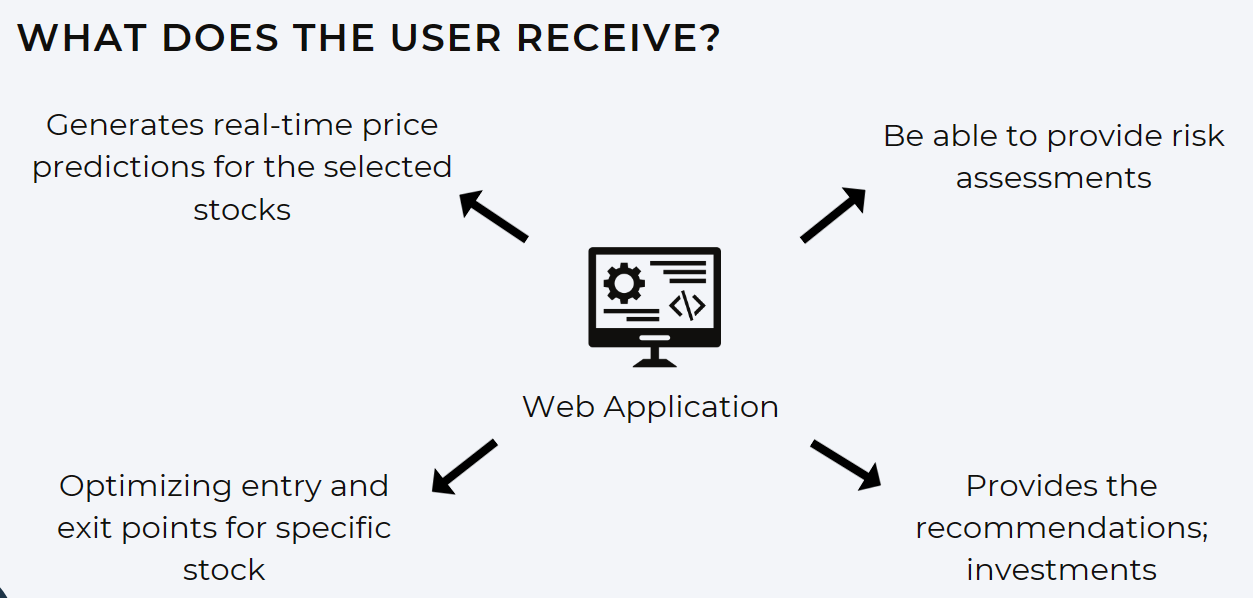 WHAT DOES THE USER RECEIVE?
Generates real-time price
predictions for the selected
stocks
Be able to provide risk
assessments
</>
Web Application
Optimizing entry and
exit points for specific
stock
Provides the
recommendations;
investments